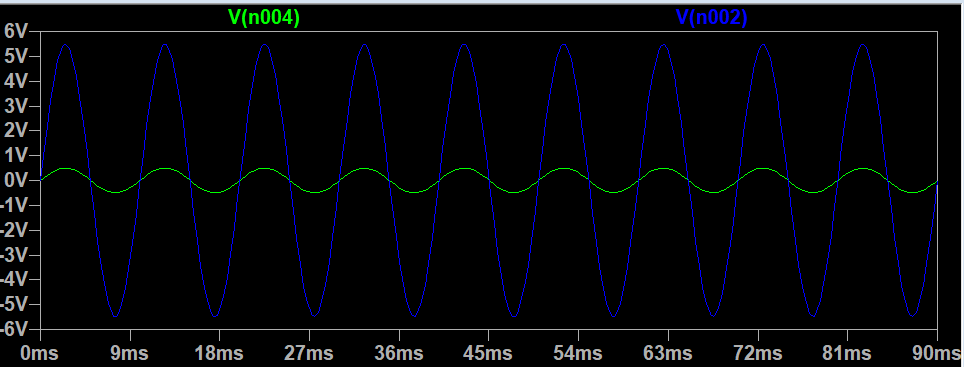 V(n004) V(n002)
6V
5V
4V
3V
2V
1V
0V
-1V
-2V
-3V
-4V
-5V
-6V
0ms 9ms 18ms 27ms 36ms 45ms 54ms 63ms 72ms 81ms 90ms